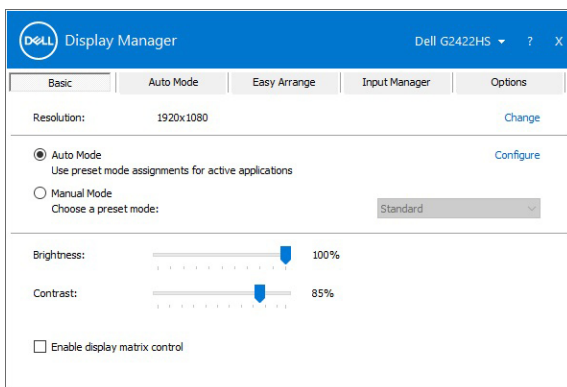 DELL Display Manager Dell G2422HS ? X
Basic Auto Mode Easy Arrange Input Manager Options
Resolution: 1920x1080 Change
Auto Mode Configure
Use preset mode assignments for active applications
Manual Mode
Choose a preset mode: Standard
Brightness: 100%
Contrast: 85%
Enable display matrix control